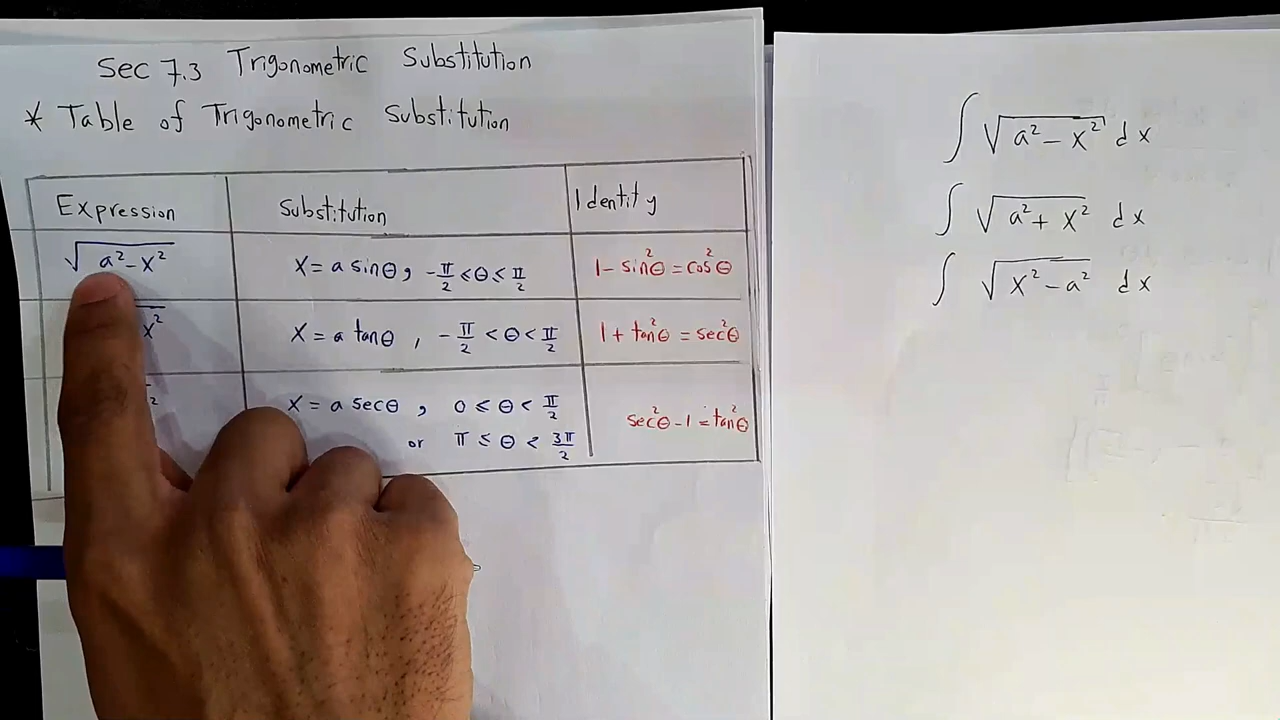 Sec 7.3 Trigonometric Substitution
* Table of Trigonometric Substitution
Expression Substitution Identity
√(a²-x²) x = a sinθ, -π/2 ≤ θ ≤ π/2 1 - sin²θ = cos²θ
x² x = a tanθ, -π/2 < θ < π/2 1 + tan²θ = sec²θ
2 x = a secθ, 0 ≤ θ < π/2 sec²θ - 1 = tan²θ
or π ≤ θ < 3π/2
∫ √(a² - x²) dx
∫ √(a² + x²) dx
∫ √(x² - a²) dx